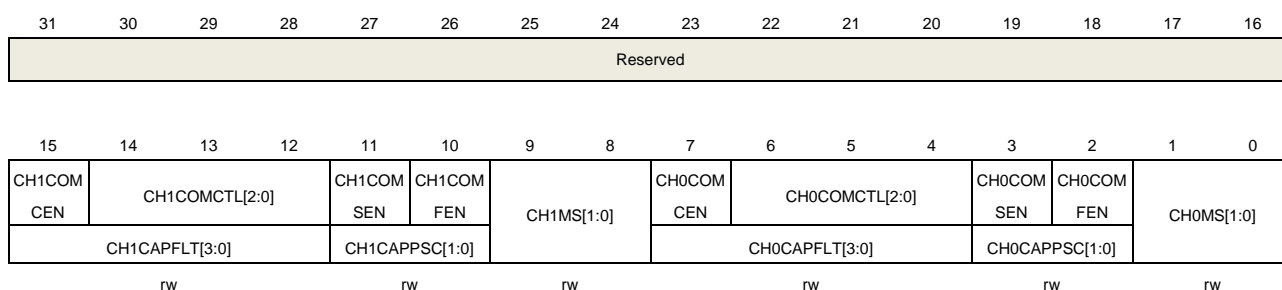 31 30 29 28 27 26 25 24 23 22 21 20 19 18 17 16
Reserved
15 14 13 12 11 10 9 8 7 6 5 4 3 2 1 0
CH1COM CEN CH1COMCTL[2:0] CH1COM SEN CH1COM FEN CH1MS[1:0] CH0COM CEN CH0COMCTL[2:0] CH0COM SEN CH0COM FEN CH0MS[1:0]
CH1CAPFLT[3:0] CH1CAPPSC[1:0] CH0CAPFLT[3:0] CH0CAPPSC[1:0]
rw rw rw rw rw rw